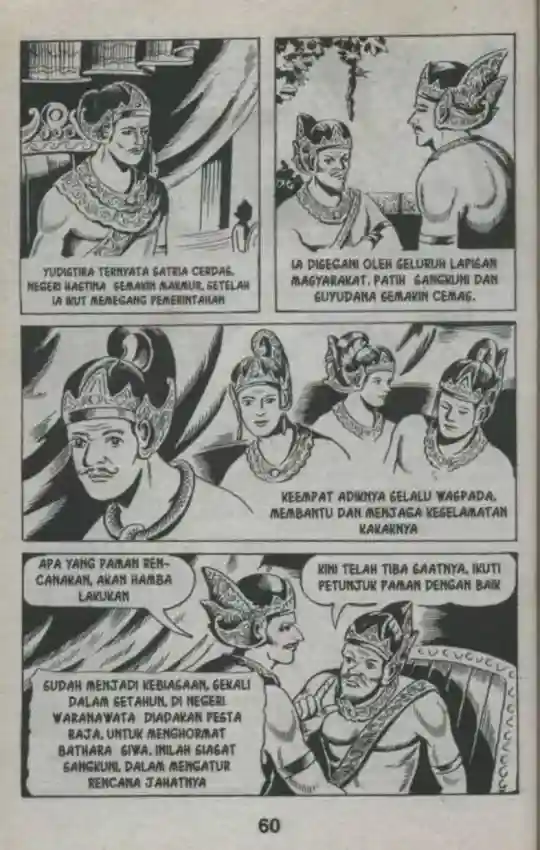 YUDIGTIRA TERNYATA SATRIA CERDAS.
NEGERI HASTINA SEMAKIN MAKMUR, SETELAH
IA IKUT MEMEGANG PEMERINTAHAN
IA DISEGANI OLEH SELURUH LAPISAN
MASYARAKAT. PATIH SANGKUNI DAN
SUYUDANA SEMAKIN CEMAS.
KEEMPAT ADIKNYA SELALU WASPADA,
MEMBANTU DAN MENJAGA KESELAMATAN
KAKAKNYA
APA YANG PAMAN REN-
CANAKAN, AKAN HAMBA
LAKUKAN
KINI TELAH TIBA SAATNYA, IKUTI
PETUNJUK PAMAN DENGAN BAIK
SUDAH MENJADI KEBIASAAN, SEKALI
DALAM SETAHUN, DI NEGERI
WARANAWATA DIADAKAN PESTA
RAJA, UNTUK MENGHORMAT
BATHARA SIWA. INILAH SIASAT
SANGKUNI, DALAM MENGATUR
RENCANA JAHATNYA
60